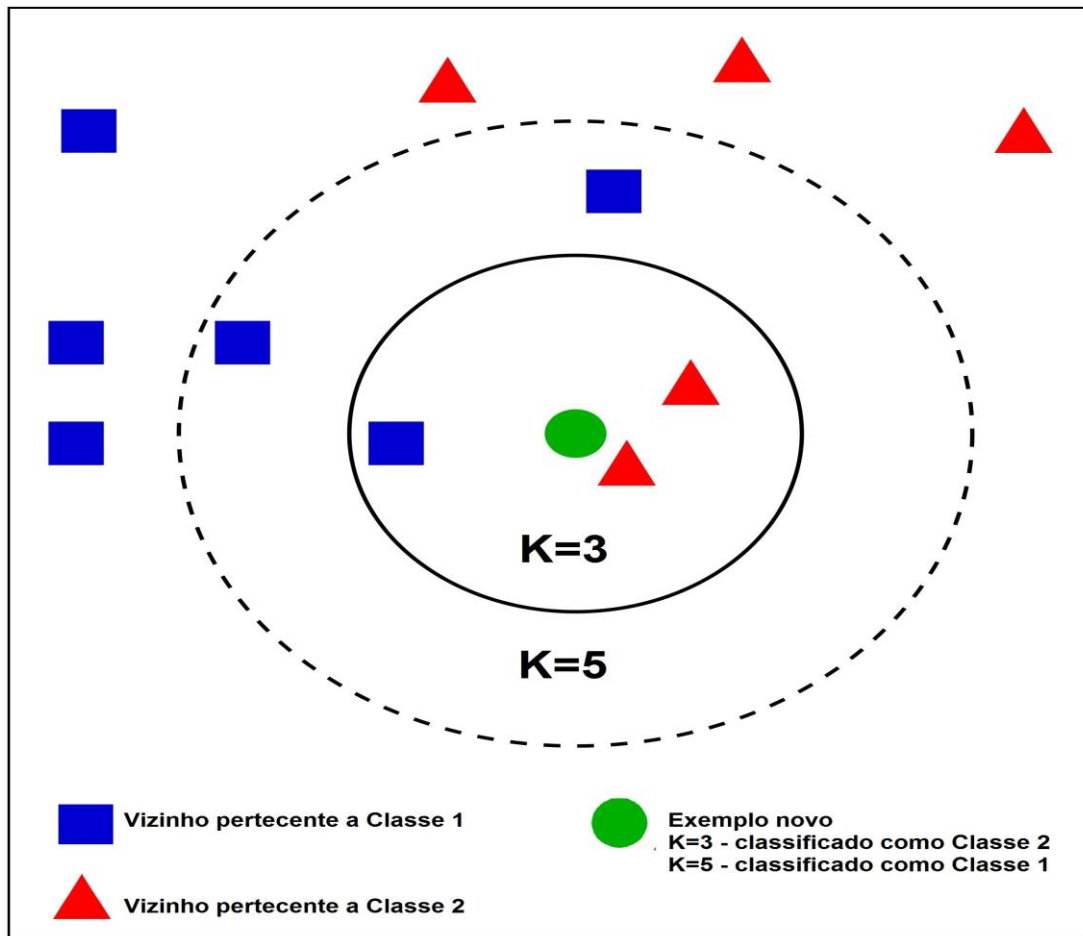 K=3
K=5
Vizinho pertecente a Classe 1
Vizinho pertecente a Classe 2
Exemplo novo
K=3 - classificado como Classe 2
K=5 - classificado como Classe 1